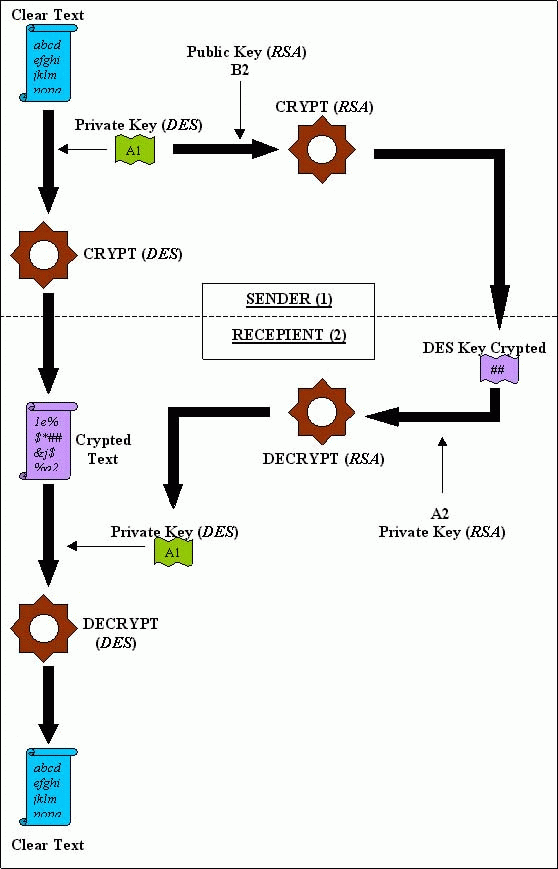 Clear Text
abcd
efghi
jklm
nopq
Public Key (RSA)
B2
CRYPT (RSA)
Private Key (DES)
A1
CRYPT (DES)
SENDER (1)
RECEPIENT (2)
DES Key Crypted
##
1e%
$*##
&j$
Crypted
Text
DECRYPT (RSA)
A2
Private Key (RSA)
Private Key (DES)
A1
DECRYPT
(DES)
abcd
efghi
jklm
nopq
Clear Text